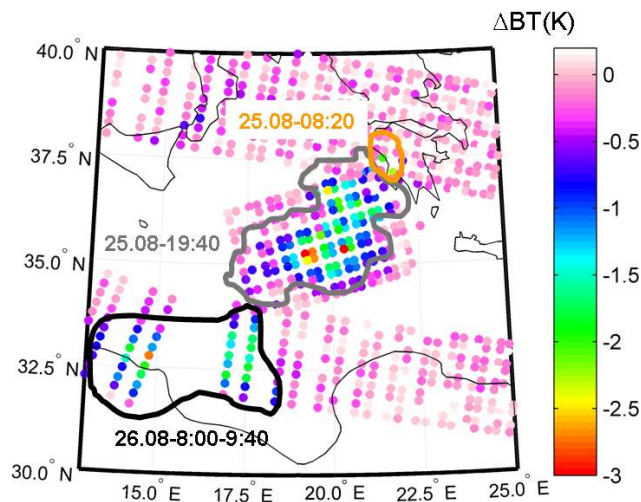 ΔBT(K)
40.0° N
0
25.08-08:20
-0.5
37.5° N
-1
25.08-19:40
35.0° N
-1.5
32.5° N
-2
26.08-8:00-9:40
-2.5
30.0° N
-3
15.0° E 17.5° E 20.0° E 22.5° E 25.0° E